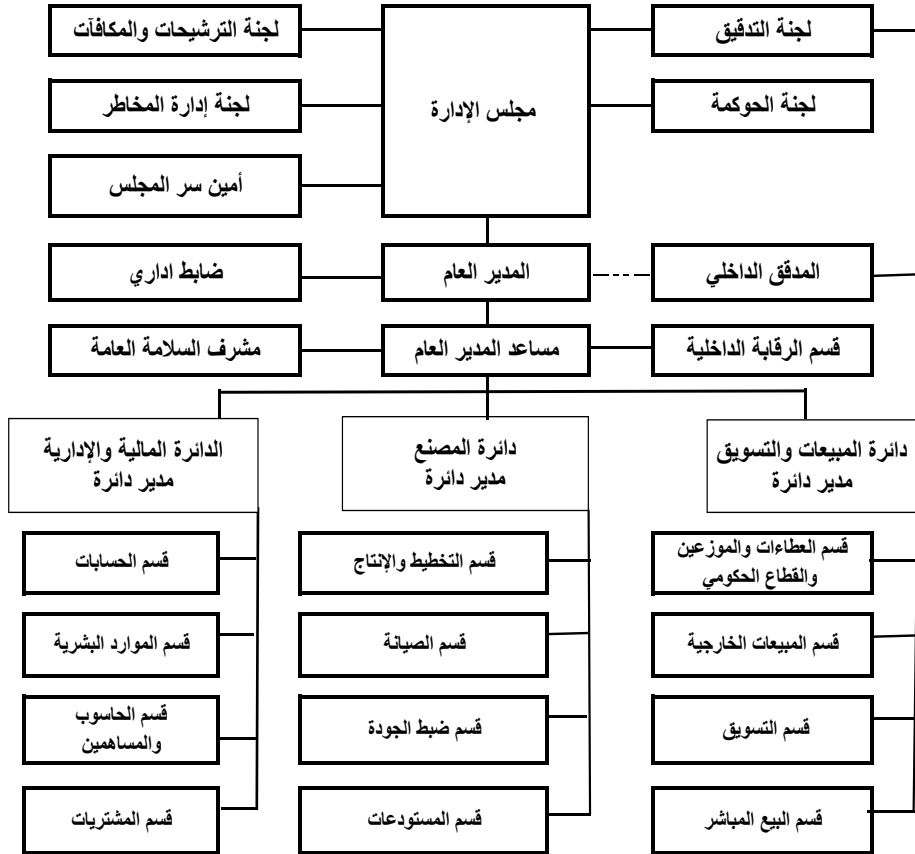 لجنة التدقيق
مجلس الإدارة
لجنة الترشيحات والمكافآت
لجنة الحوكمة
لجنة إدارة المخاطر
أمين سر المجلس
المدقق الداخلي
المدير العام
ضابط اداري
قسم الرقابة الداخلية
مساعد المدير العام
مشرف السلامة العامة
دائرة المبيعات والتسويق
مدير دائرة
دائرة المصنع
مدير دائرة
الدائرة المالية والإدارية
مدير دائرة
قسم العطاءات والموزعين
والقطاع الحكومي
قسم التخطيط والإنتاج
قسم الحسابات
قسم المبيعات الخارجية
قسم الصيانة
قسم الموارد البشرية
قسم التسويق
قسم ضبط الجودة
قسم الحاسوب
والمساهمين
قسم البيع المباشر
قسم المستودعات
قسم المشتريات